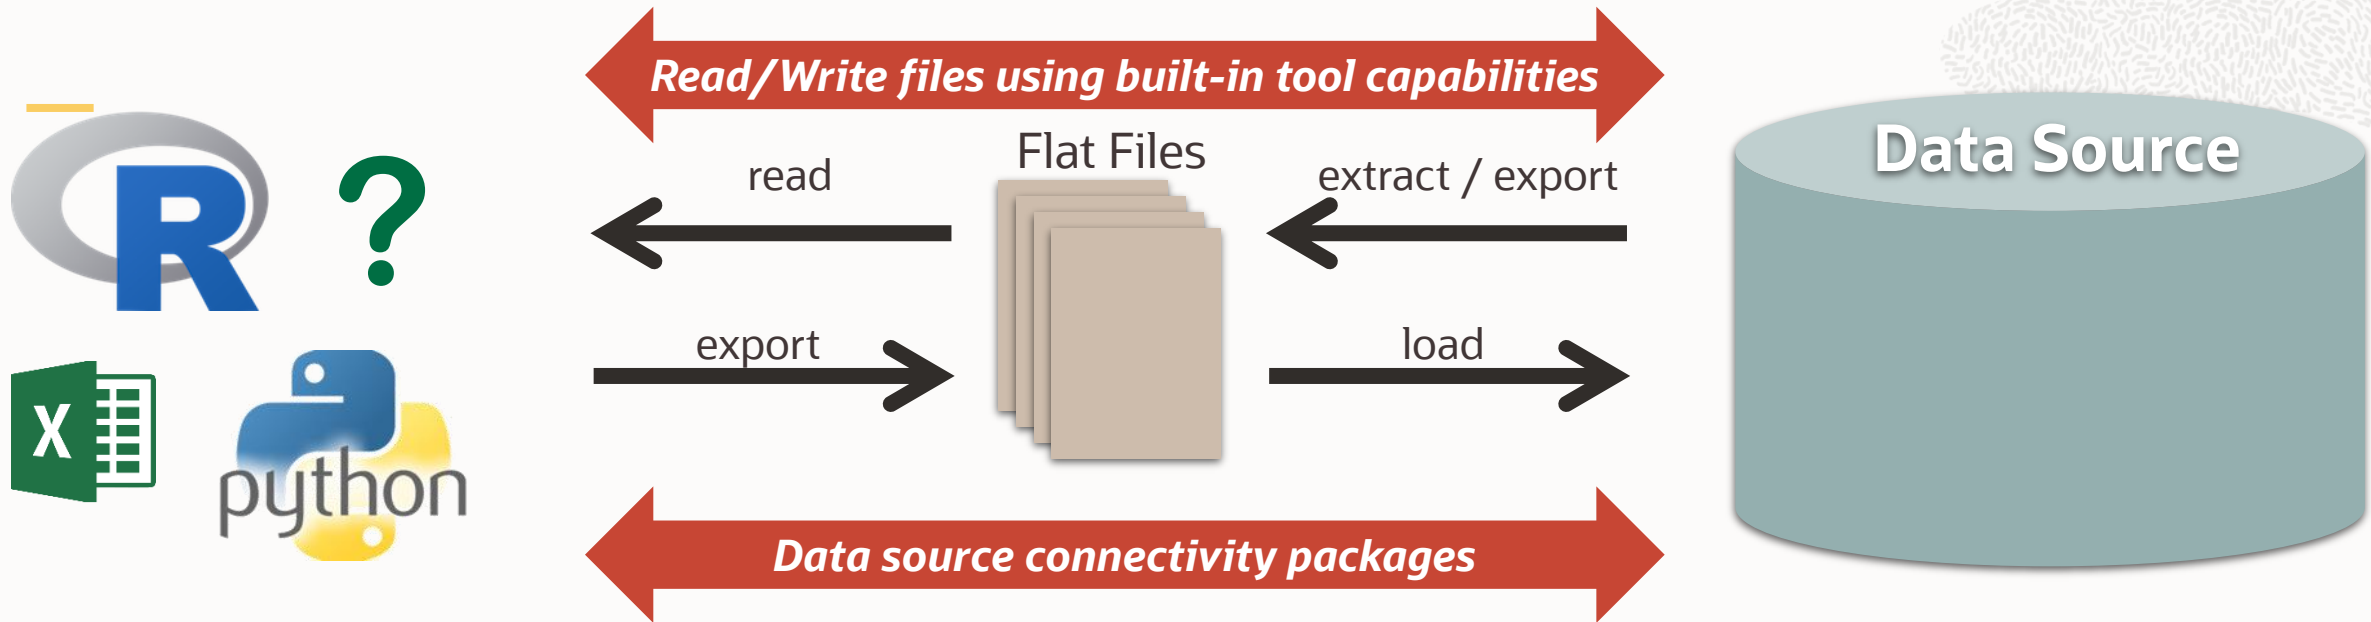 Read/Write files using built-in tool capabilities
Data Source
Flat Files
read
extract / export
R
?
export
load
X
python
Data source connectivity packages